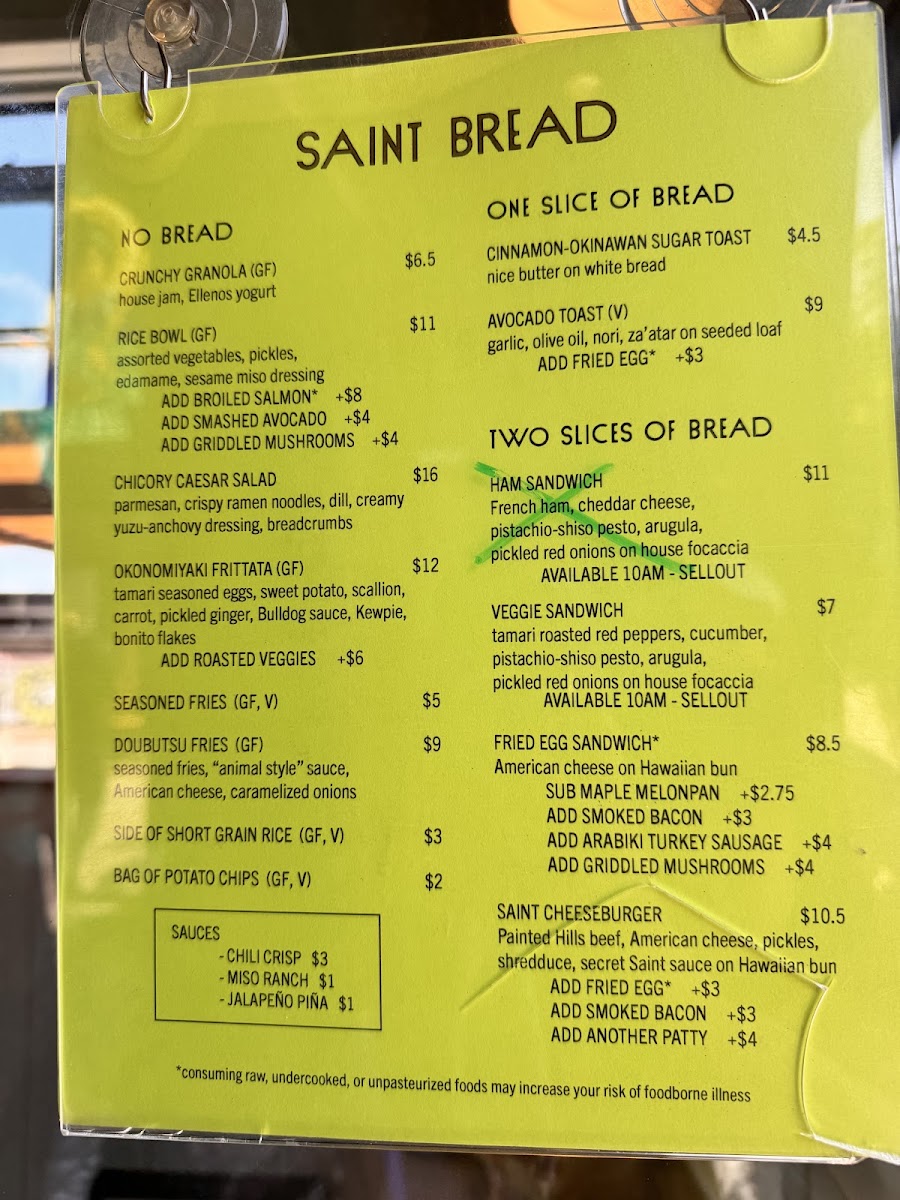 SAINT BREAD
NO BREAD
CRUNCHY GRANOLA (GF) $6.5
house jam, Ellenos yogurt
RICE BOWL (GF) $11
assorted vegetables, pickles,
edamame, sesame miso dressing
ADD BROILED SALMON* +$8
ADD SMASHED AVOCADO +$4
ADD GRIDDLED MUSHROOMS +$4
CHICORY CAESAR SALAD $16
parmesan, crispy ramen noodles, dill, creamy
yuzu-anchovy dressing, breadcrumbs
OKONOMIYAKI FRITTATA (GF) $12
tamari seasoned eggs, sweet potato, scallion,
carrot, pickled ginger, Bulldog sauce, Kewpie,
bonito flakes
ADD ROASTED VEGGIES +$6
SEASONED FRIES (GF, V) $5
DOUBUTSU FRIES (GF) $9
seasoned fries, “animal style” sauce,
American cheese, caramelized onions
SIDE OF SHORT GRAIN RICE (GF, V) $3
BAG OF POTATO CHIPS (GF, V) $2
SAUCES
- CHILI CRISP $3
- MISO RANCH $1
- JALAPEÑO PIÑA $1
ONE SLICE OF BREAD
CINNAMON-OKINAWAN SUGAR TOAST $4.5
nice butter on white bread
AVOCADO TOAST (V) $9
garlic, olive oil, nori, za’atar on seeded loaf
ADD FRIED EGG* +$3
TWO SLICES OF BREAD
HAM SANDWICH $11
French ham, cheddar cheese,
pistachio-shiso pesto, arugula,
pickled red onions on house focaccia
AVAILABLE 10AM - SELLOUT
VEGGIE SANDWICH $7
tamari roasted red peppers, cucumber,
pistachio-shiso pesto, arugula,
pickled red onions on house focaccia
AVAILABLE 10AM - SELLOUT
FRIED EGG SANDWICH* $8.5
American cheese on Hawaiian bun
SUB MAPLE MELONPAN +$2.75
ADD SMOKED BACON +$3
ADD ARABIKI TURKEY SAUSAGE +$4
ADD GRIDDLED MUSHROOMS +$4
SAINT CHEESEBURGER $10.5
Painted Hills beef, American cheese, pickles,
shredduce, secret Saint sauce on Hawaiian bun
ADD FRIED EGG* +$3
ADD SMOKED BACON +$3
ADD ANOTHER PATTY +$4
*consuming raw, undercooked, or unpasteurized foods may increase your risk of foodborne illness